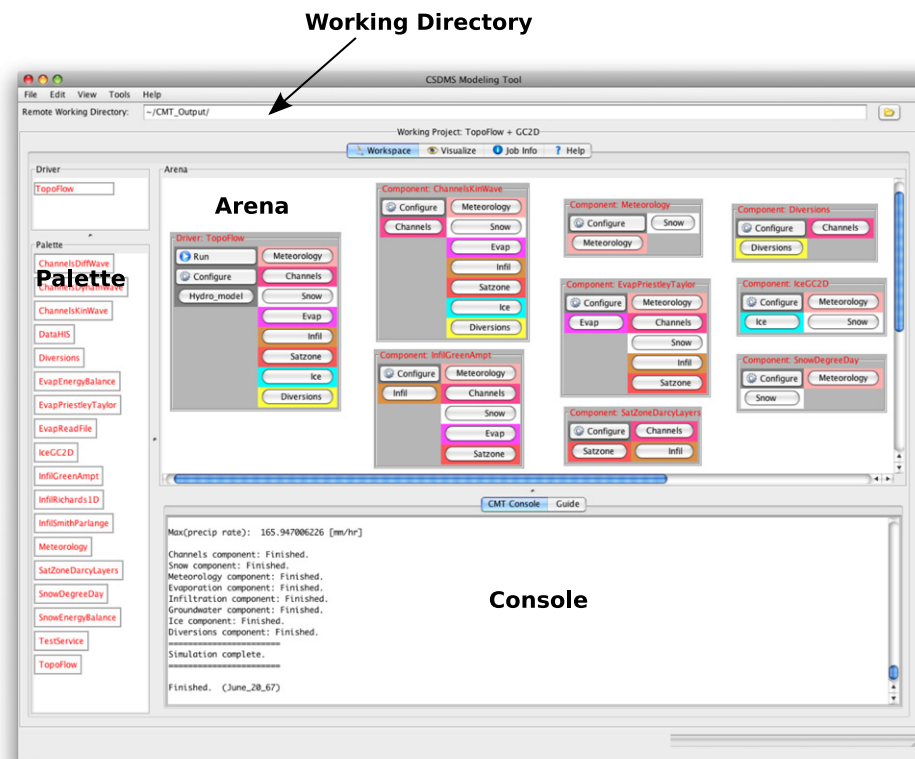 Working Directory
CSDMS Modeling Tool
File Edit View Tools Help
Remote Working Directory: ~/CMT_Output/
Working Project: TopoFlow + GC2D
Workspace Visualize Job Info ? Help
Driver
TopoFlow
Palette
ChannelsDiffWave
Palette
ChannelsDynamWave
ChannelsKinWave
DataHIS
Diversions
EvapEnergyBalance
EvapPriestleyTaylor
EvapReadFile
IceGC2D
InfilGreenAmpt
InfilRichards1D
InfilSmithParlange
Meteorology
SatZoneDarcyLayers
SnowDegreeDay
SnowEnergyBalance
TestService
TopoFlow
Arena
Arena
Driver: TopoFlow
Run Meteorology
Configure Channels
Hydro_model Snow
Evap
Infil
Satzone
Ice
Diversions
Component: ChannelsKinWave
Configure Meteorology
Channels Snow
Evap
Infil
Satzone
Ice
Diversions
Component: InfilGreenAmpt
Configure Meteorology
Infil Channels
Snow
Evap
Satzone
Component: Meteorology
Configure Snow
Meteorology
Component: EvapPriestleyTaylor
Configure Meteorology
Evap Channels
Snow
Infil
Satzone
Component: SatZoneDarcyLayers
Configure Channels
Satzone Infil
Component: Diversions
Configure Channels
Diversions
Component: IceGC2D
Configure Meteorology
Ice Snow
Component: SnowDegreeDay
Configure Meteorology
Snow
CMT Console Guide
Max(precip rate): 165.947006226 [mm/hr]
Channels component: Finished.
Snow component: Finished.
Meteorology component: Finished.
Evaporation component: Finished.
Infiltration component: Finished.
Groundwater component: Finished.
Ice component: Finished.
Diversions component: Finished.
=======================
Simulation complete.
=======================
Finished. (June_20_67)
Console